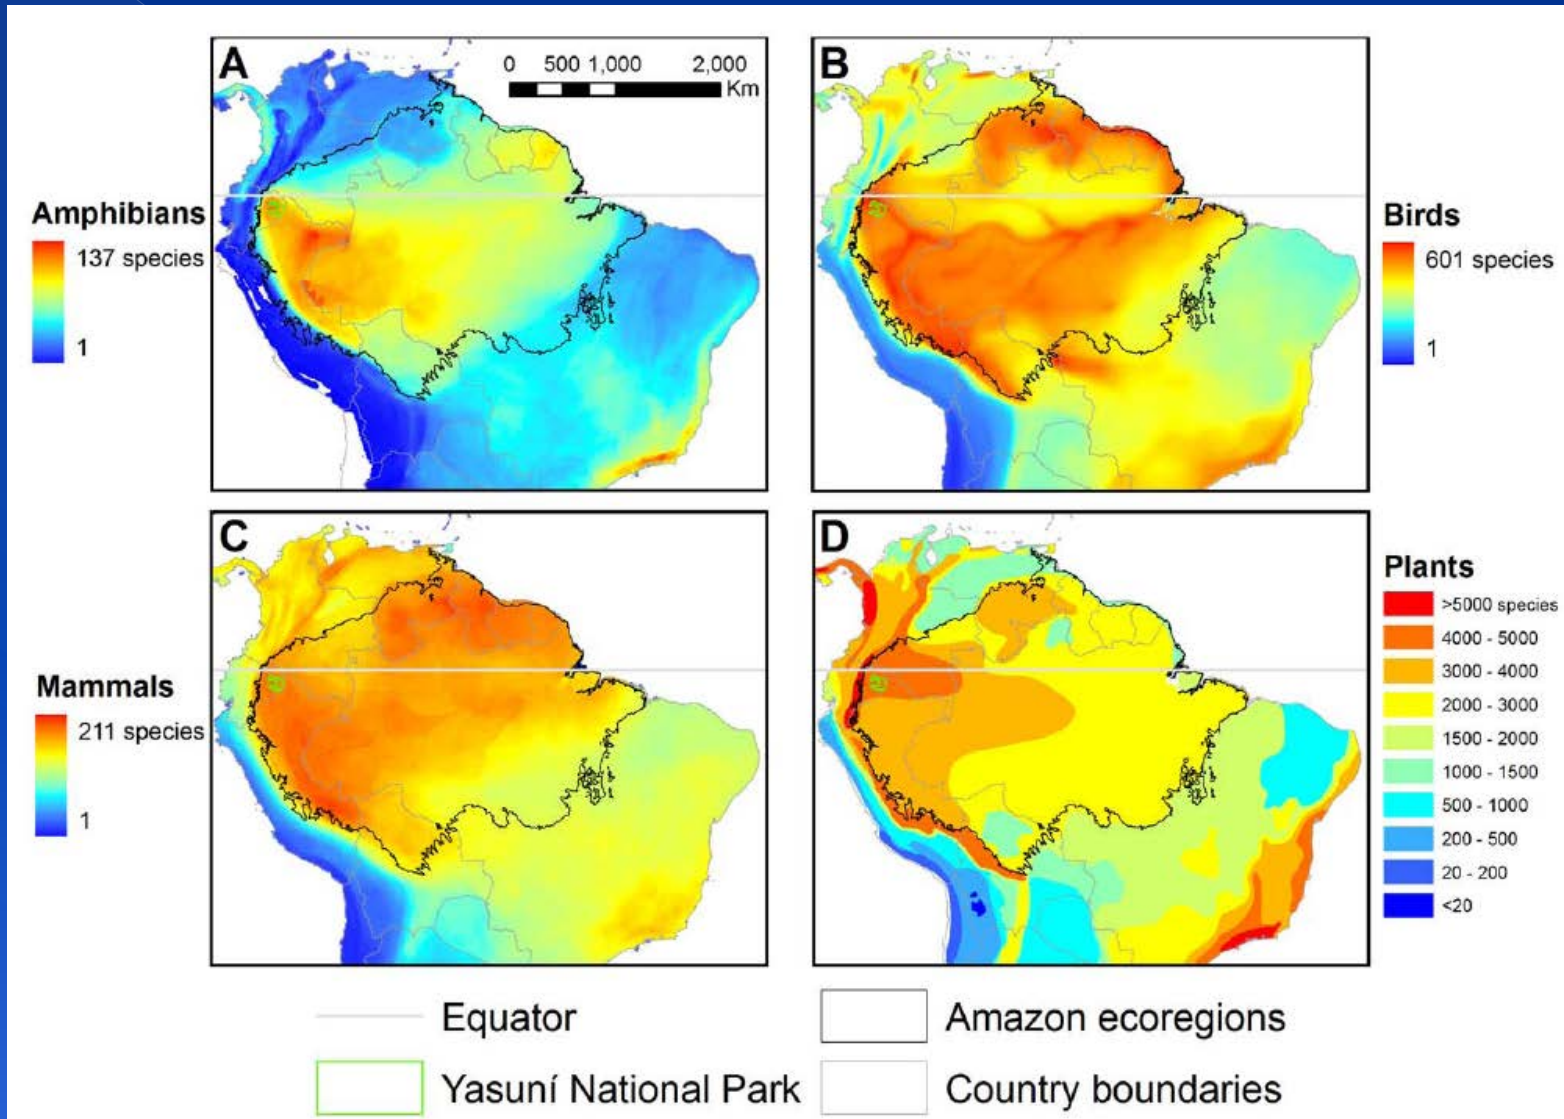 A
0 500 1,000 2,000
Km
Amphibians
137 species
1
B
Birds
601 species
1
C
Mammals
211 species
1
D
Plants
>5000 species
4000 - 5000
3000 - 4000
2000 - 3000
1500 - 2000
1000 - 1500
500 - 1000
200 - 500
20 - 200
<20
Equator
Amazon ecoregions
Yasuní National Park
Country boundaries